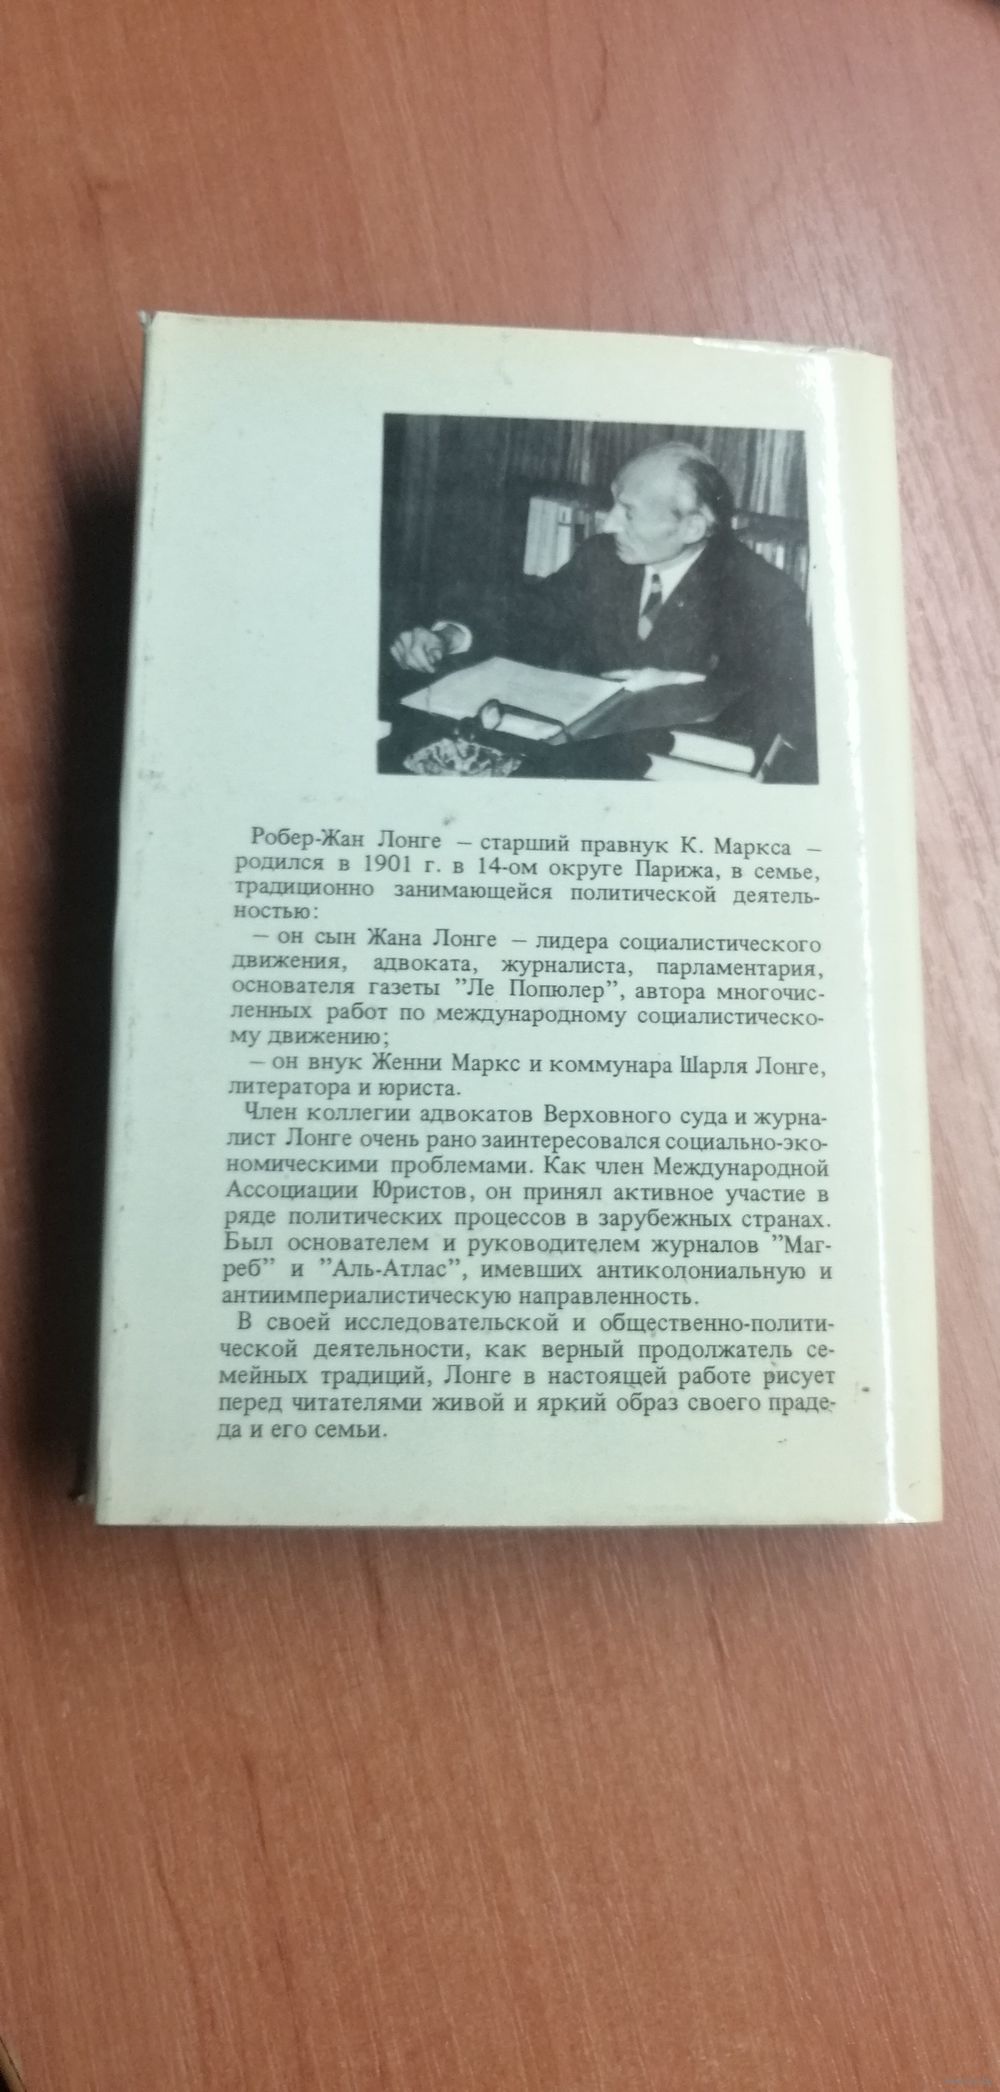 Робер-Жан Лонге – старший правнук К. Маркса –
родился в 1901 г. в 14-ом округе Парижа, в семье,
традиционно занимающейся политической деятель-
ностью:
– он сын Жана Лонге – лидера социалистического
движения, адвоката, журналиста, парламентария,
основателя газеты ”Ле Попюлер”, автора многочис-
ленных работ по международному социалистическо-
му движению;
– он внук Женни Маркс и коммунара Шарля Лонге,
литератора и юриста.
Член коллегии адвокатов Верховного суда и журна-
лист Лонге очень рано заинтересовался социально-эко-
номическими проблемами. Как член Международной
Ассоциации Юристов, он принял активное участие в
ряде политических процессов в зарубежных странах.
Был основателем и руководителем журналов ”Маг-
реб” и ”Аль-Атлас”, имевших антиколониальную и
антиимпериалистическую направленность.
В своей исследовательской и общественно-полити-
ческой деятельности, как верный продолжатель се-
мейных традиций, Лонге в настоящей работе рисует
перед читателями живой и яркий образ своего праде-
да и его семьи.